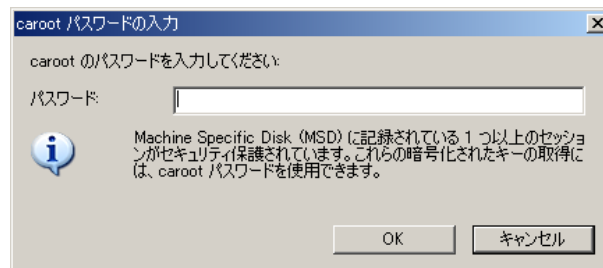 caroot パスワードの入力
caroot のパスワードを入力してください:
パスワード:
Machine Specific Disk (MSD) に記録されている 1 つ以上のセッショ
ンがセキュリティ保護されています。これらの暗号化されたキーの取得に
は、caroot パスワードを使用できます。
OK
キャンセル